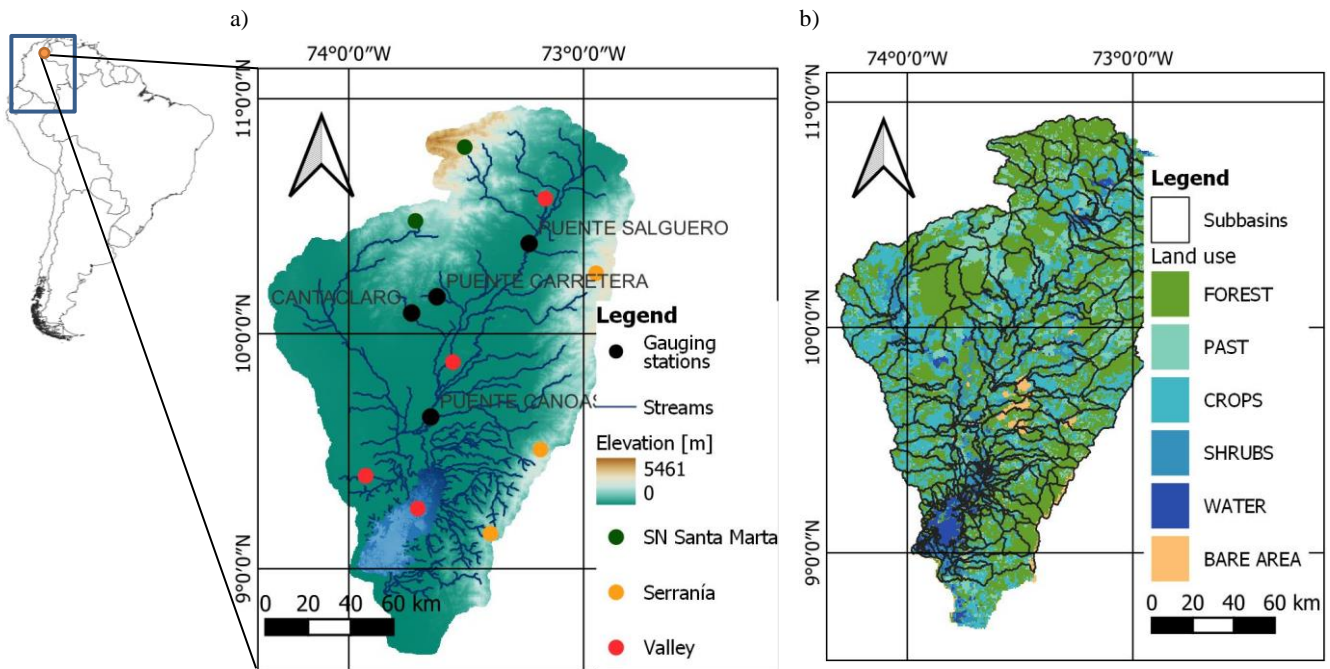 a)
74°0'0"W 73°0'0"W
11°0'0"N
10°0'0"N
9°0'0"N
PUENTE SALGUERO
PUENTE CARRETERA
CANTACLARO
PUENTE CANOAS
Legend
Gauging
stations
Streams
Elevation [m]
5461
0
SN Santa Marta
Serranía
Valley
0 20 40 60 km
b)
74°0'0"W 73°0'0"W
11°0'0"N
10°0'0"N
9°0'0"N
Legend
Subbasins
Land use
FOREST
PAST
CROPS
SHRUBS
WATER
BARE AREA
0 20 40 60 km